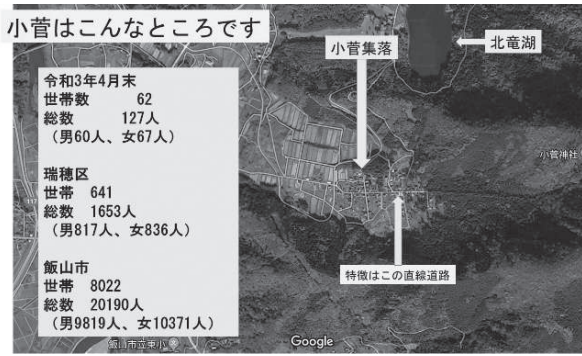 小菅はこんなところです
令和3年4月末
世帯数 62
総数 127人
(男60人、女67人)
瑞穂区
世帯 641
総数 1653人
(男817人、女836人)
飯山市
世帯 8022
総数 20190人
(男9819人、女10371人)
小菅集落
北竜湖
小菅神社
特徴はこの直線道路
117
飯山市立東小
Google